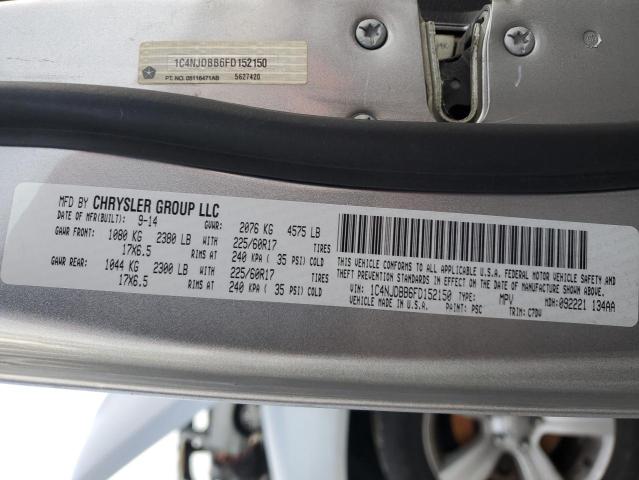 1C4NJDBB6FD152150
PT. NO. 05116471AB 5627420
MFD BY CHRYSLER GROUP LLC
DATE OF MFR(BUILT): 9-14 GVWR: 2076 KG 4575 LB
GAWR FRONT: 1080 KG 2380 LB WITH 225/60R17 TIRES
17X6.5 RIMS AT 240 KPA ( 35 PSI) COLD
GAWR REAR: 1044 KG 2300 LB WITH 225/60R17 TIRES
17X6.5 RIMS AT 240 KPA ( 35 PSI) COLD
THIS VEHICLE CONFORMS TO ALL APPLICABLE U.S.A. FEDERAL MOTOR VEHICLE SAFETY,
THEFT PREVENTION STANDARDS IN EFFECT ON THE DATE OF MANUFACTURE SHOWN ABOVE.
VIN: 1C4NJDBB6FD152150 TYPE: MPV MDH:092221 134AA
VEHICLE MADE IN U.S.A. PAINT: PSC TRIM: C7DV